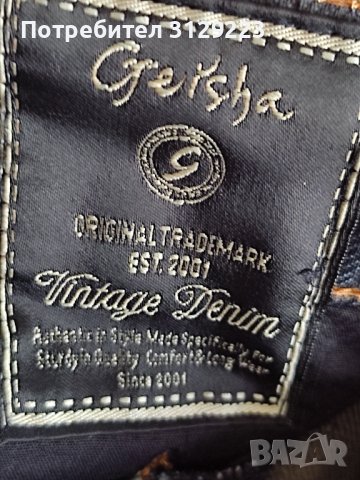 Потребител 3129223
Geisha
G
ORIGINAL TRADEMARK
EST. 2001
Vintage Denim
Authentic in Style Made Specifically For
Sturdy in Quality Comfort & Long Wear
Since 2001
BAZAR